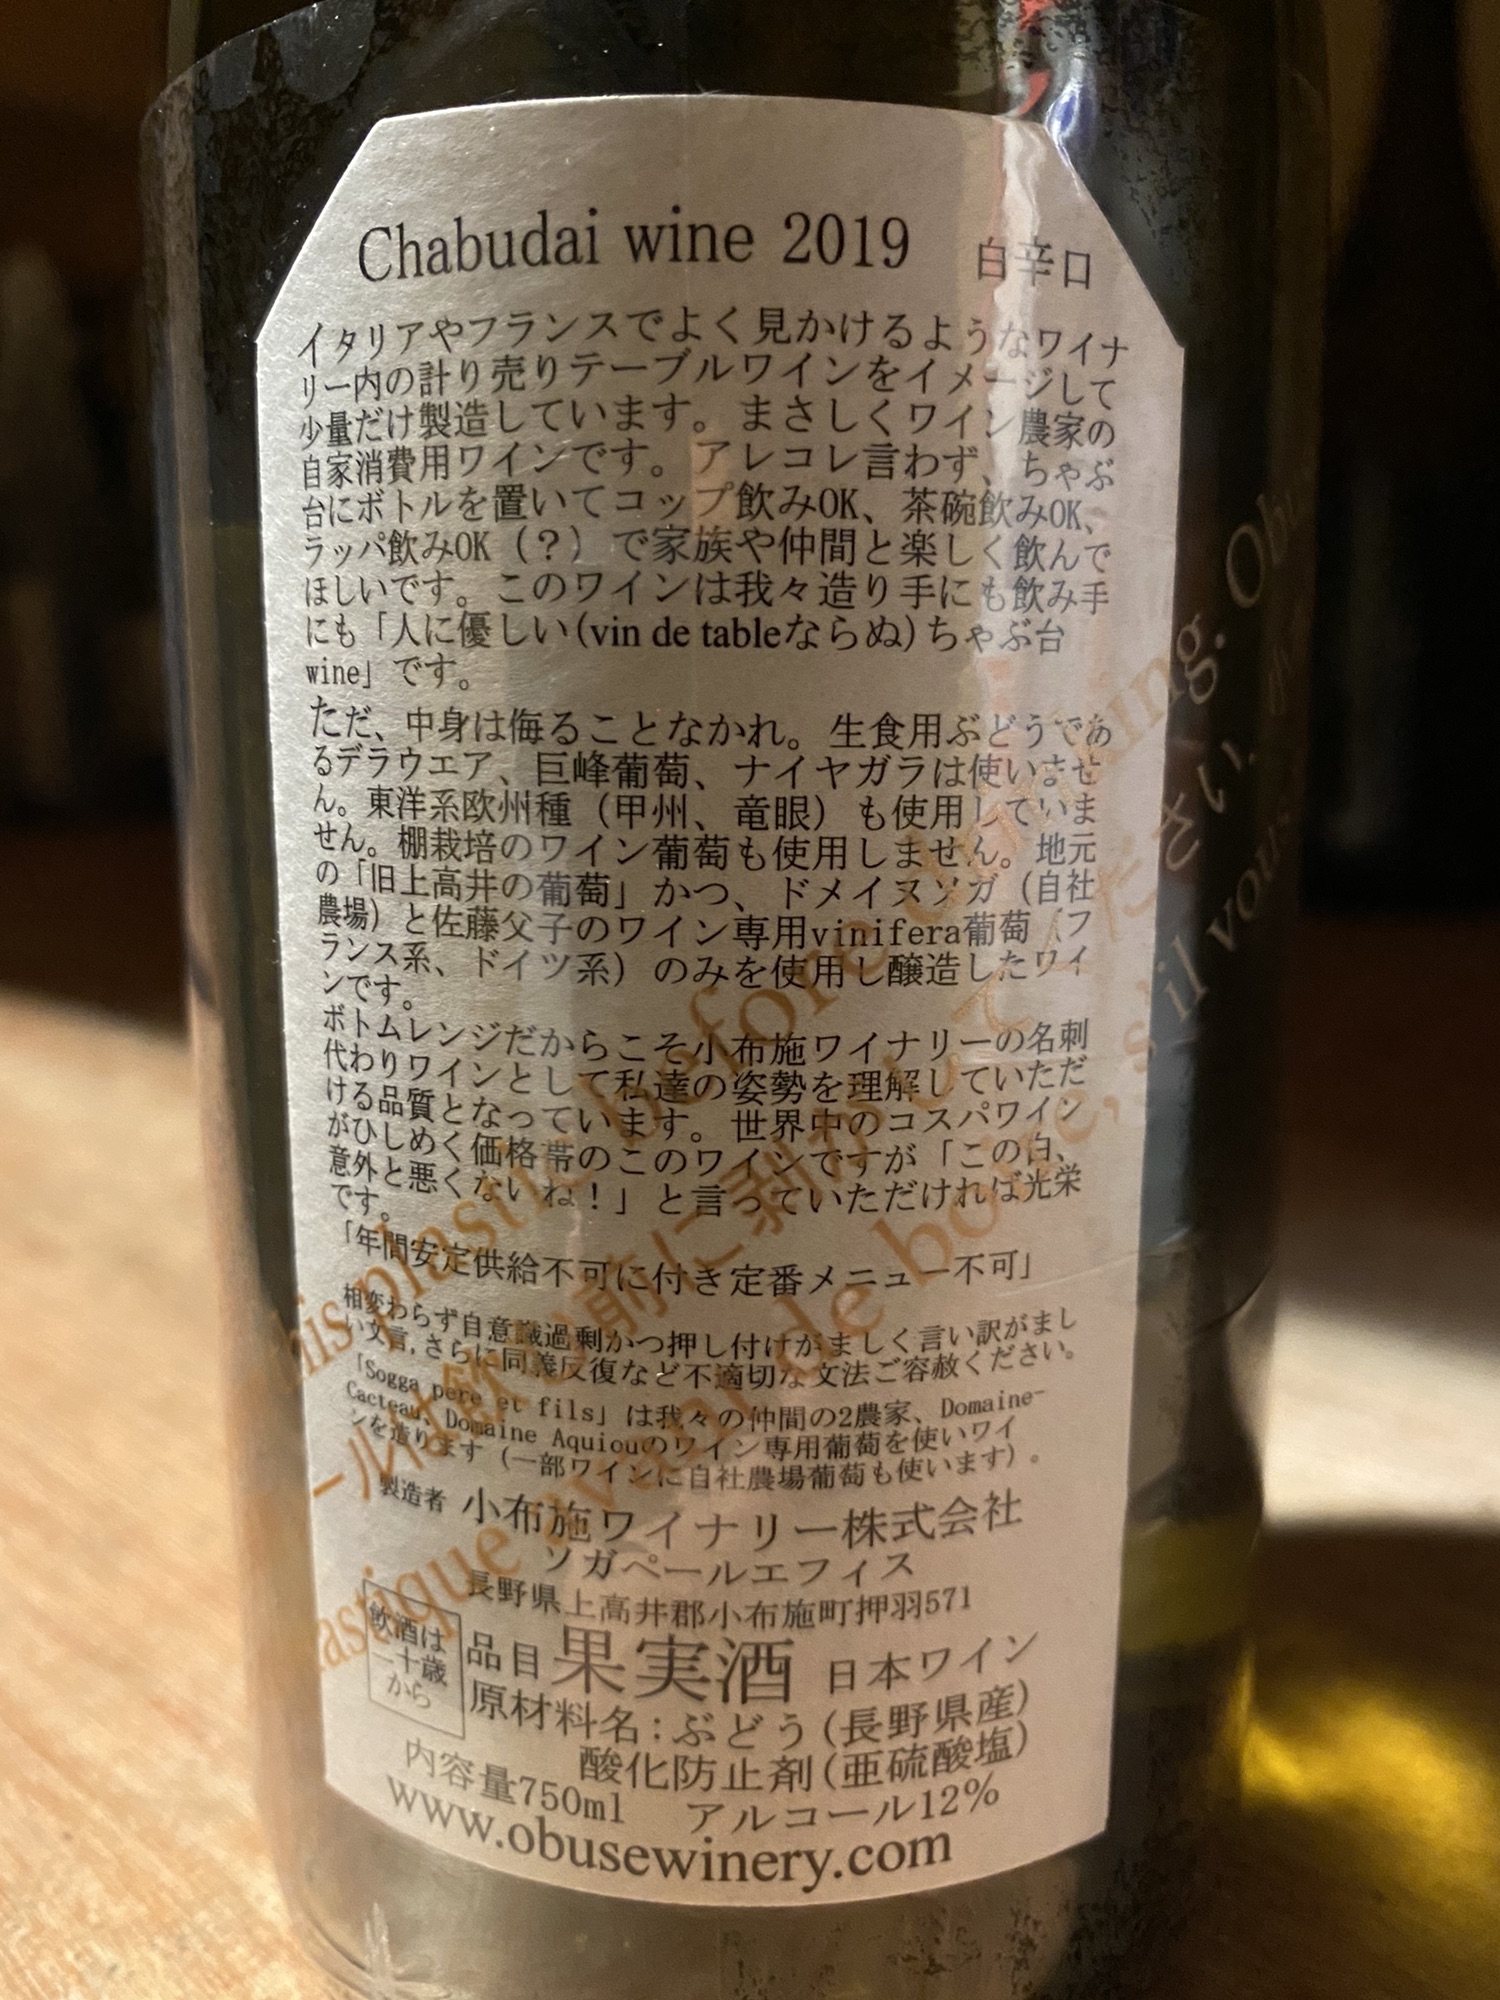 Chabudai wine 2019 白辛口
イタリアやフランスでよく見かけるようなワイナ
リー内の計り売りテーブルワインをイメージして
少量だけ製造しています。まさしくワイン農家の
自家消費用ワインです。アレコレ言わず、ちゃぶ
台にボトルを置いてコップ飲みOK、茶碗飲みOK、
ラッパ飲みOK（？）で家族や仲間と楽しく飲んで
ほしいです。このワインは我々造り手にも飲み手
にも「人に優しい(vin de tableならぬ)ちゃぶ台
wine」です。
ただ、中身は侮ることなかれ。生食用ぶどうであ
るデラウエア、巨峰葡萄、ナイヤガラは使いませ
ん。東洋系欧州種（甲州、竜眼）も使用していま
せん。棚栽培のワイン葡萄も使用しません。地元
の「旧上高井の葡萄」かつ、ドメイヌソガ（自社
農場）と佐藤父子のワイン専用vinifera葡萄（フ
ランス系、ドイツ系）のみを使用し醸造したワイ
ンです。
ボトムレンジだからこそ小布施ワイナリーの名刺
代わりワインとして私達の姿勢を理解していただ
ける品質となっています。世界中のコスパワイン
がひしめく価格帯のこのワインですが「この白、
意外と悪くないね！」と言っていただければ光栄
です。
「年間安定供給不可に付き定番メニュー不可」
相変わらず自意識過剰かつ押し付けがましく言い訳がまし
い文言,さらに同義反復など不適切な文法ご容赦ください。
「Sogga pere et fils」は我々の仲間の2農家、Domaine-
Cacteau、Domaine Aquiouのワイン専用葡萄を使いワイ
ンを造ります（一部ワインに自社農場葡萄も使います）。
製造者 小布施ワイナリー株式会社
ソガペールエフィス
長野県上高井郡小布施町押羽571
飲酒は
二十歳
から
品目 果実酒 日本ワイン
原材料名:ぶどう(長野県産)
酸化防止剤(亜硫酸塩)
内容量750ml アルコール12%
www.obusewinery.com
his plastic before drinking. Obu
ールは飲む前に剥がしてください
lastique avant de boire, s'il vous